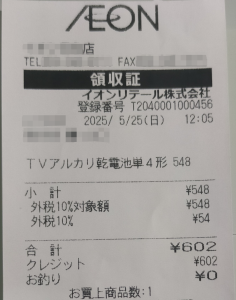 ÆON
店
TEL FAX
領収証
イオンリテール株式会社
登録番号 T2040001000456
2025/ 5/25(日) 12:05
TVアルカリ乾電池単4形 548
小 計 ¥548
外税10%対象額 ¥548
外税10% ¥54
合 計 ¥602
クレジット ¥602
お釣り ¥0
お買上商品数:1